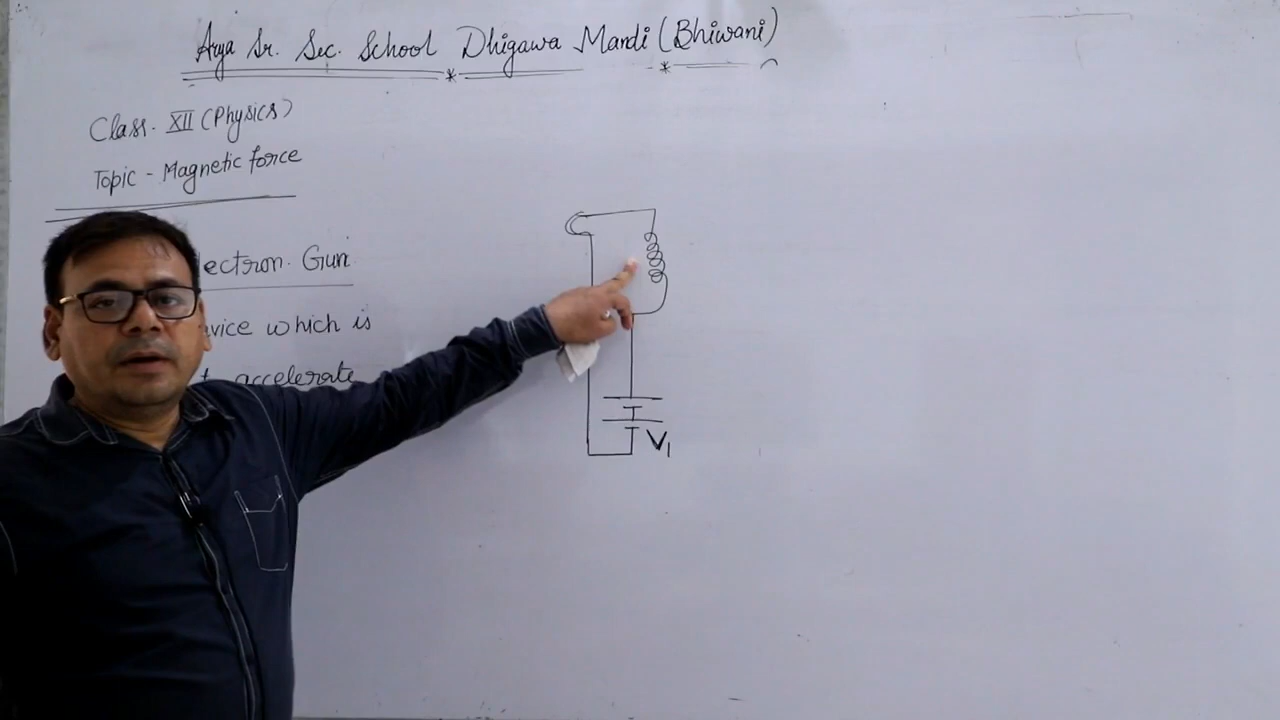 Arya Sr. Sec. School Dhigawa Mandi (Bhiwani)
Class. XII (Physics)
Topic - Magnetic force
lectron. Gun
vice which is
accelerate
V1